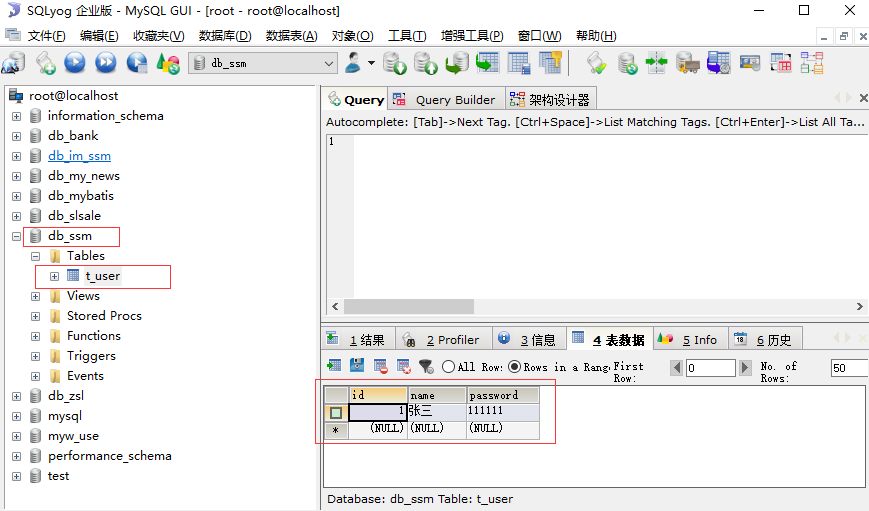 SQLyog 企业版 - MySQL GUI - [root - root@localhost]
文件(F) 编辑(E) 收藏夹(V) 数据库(D) 数据表(A) 对象(O) 工具(T) 增强工具(P) 窗口(W) 帮助(H)
db_ssm
root@localhost
information_schema
db_bank
db_im_ssm
db_my_news
db_mybatis
db_slsale
db_ssm
Tables
t_user
Views
Stored Procs
Functions
Triggers
Events
db_zsl
mysql
myw_use
performance_schema
test
Query Query Builder 架构设计器
Autocomplete: [Tab]->Next Tag. [Ctrl+Space]->List Matching Tags. [Ctrl+Enter]->List All Ta...
1
1 结果 2 Profiler 3 信息 4 表数据 5 Info 6 历史
All Row: Rows in a Rang. First Row: 0 No. of Rows: 50
id name password
1 张三 111111
* (NULL) (NULL) (NULL)
Database: db_ssm Table: t_user